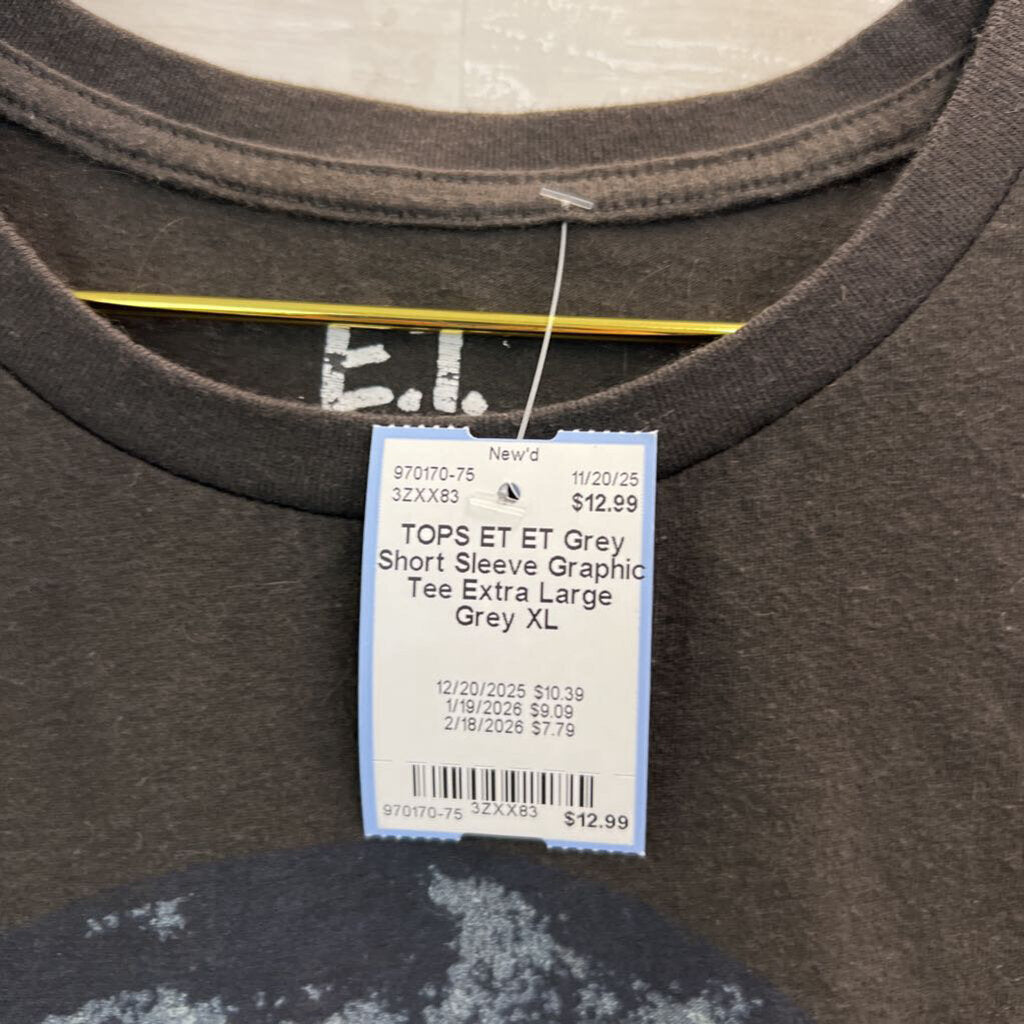 E.T.
New'd
970170-75 11/20/25
3ZXX83 $12.99
TOPS ET ET Grey
Short Sleeve Graphic
Tee Extra Large
Grey XL
12/20/2025 $10.39
1/19/2026 $9.09
2/18/2026 $7.79
970170-75 3ZXX83 $12.99